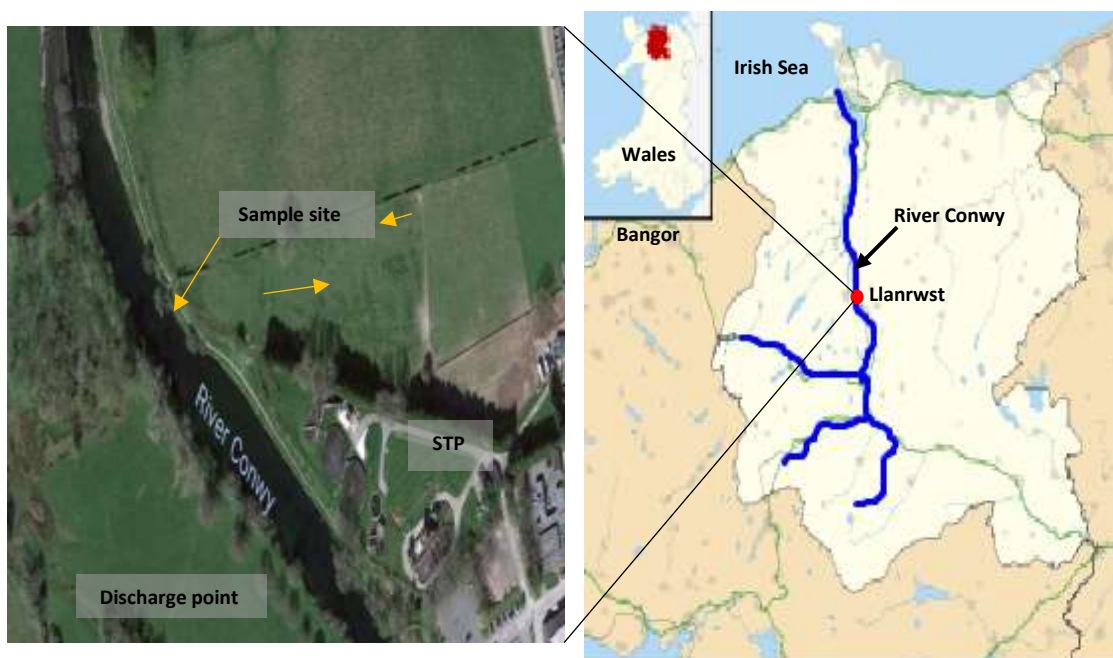 Sample site
River Conwy
STP
Discharge point
Irish Sea
Wales
Bangor
River Conwy
Llanrwst